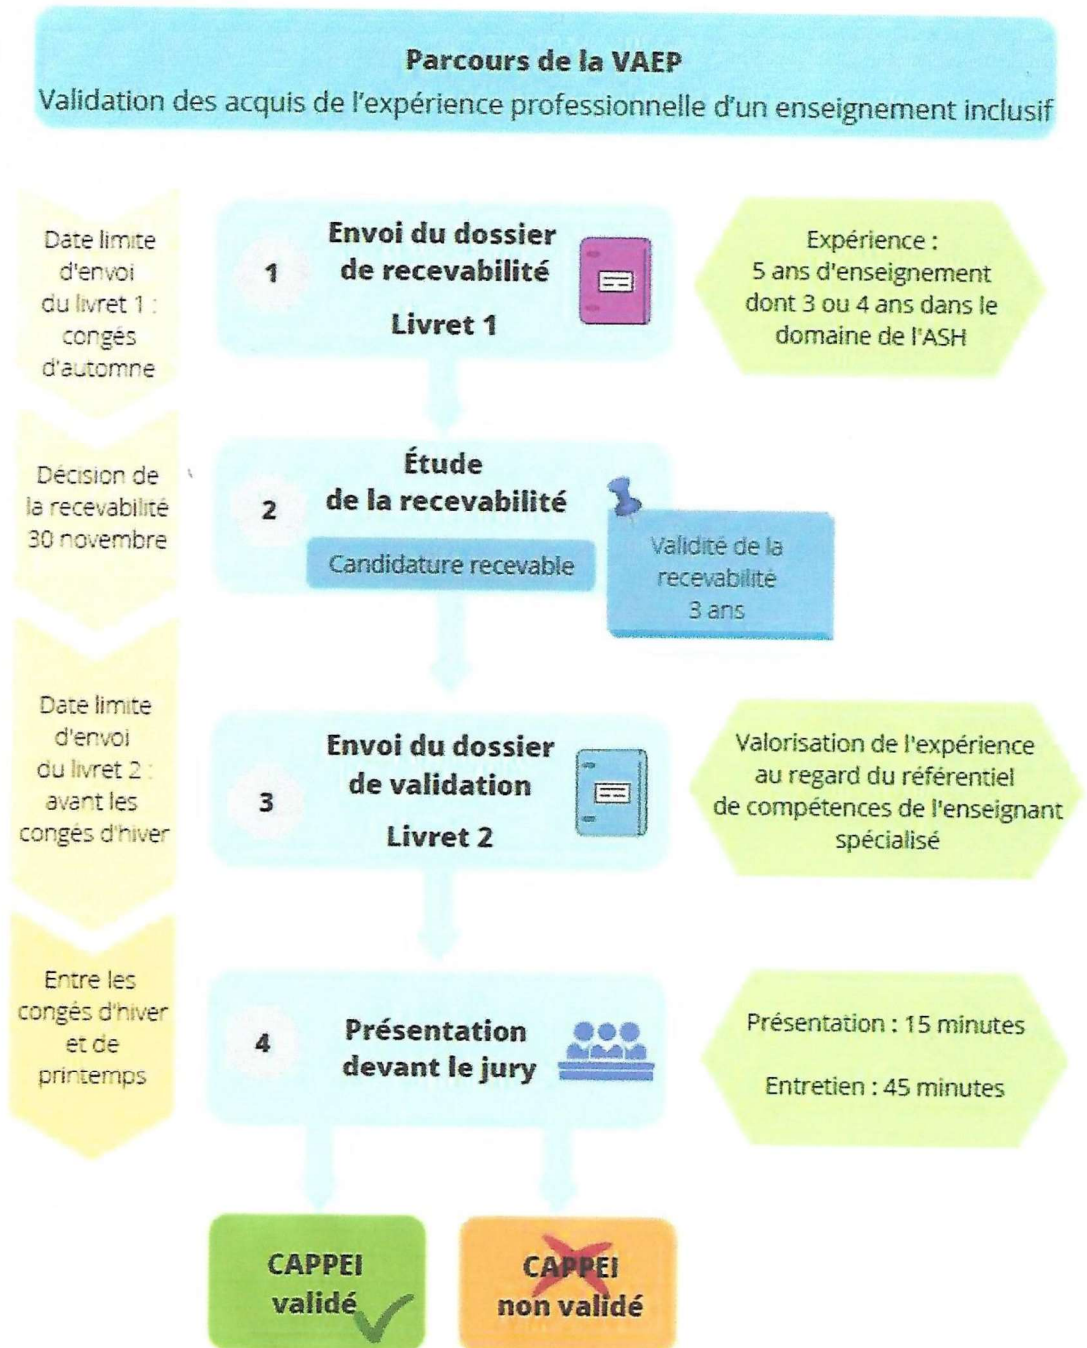 Parcours de la VAEP
Validation des acquis de l'expérience professionnelle d'un enseignement inclusif
Date limite
d'envoi
du livret 1 :
congés
d'automne
1
Envoi du dossier
de recevabilité
Livret 1
Expérience :
5 ans d'enseignement
dont 3 ou 4 ans dans le
domaine de l'ASH
Décision de
la recevabilité
30 novembre
2
Étude
de la recevabilité
Candidature recevable
Validité de la
recevabilité
3 ans
Date limite
d'envoi
du livret 2 :
avant les
congés d'hiver
3
Envoi du dossier
de validation
Livret 2
Valorisation de l'expérience
au regard du référentiel
de compétences de l'enseignant
spécialisé
Entre les
congés d'hiver
et de
printemps
4
Présentation
devant le jury
Présentation : 15 minutes
Entretien : 45 minutes
CAPPEI
validé
CAPPEI
non validé